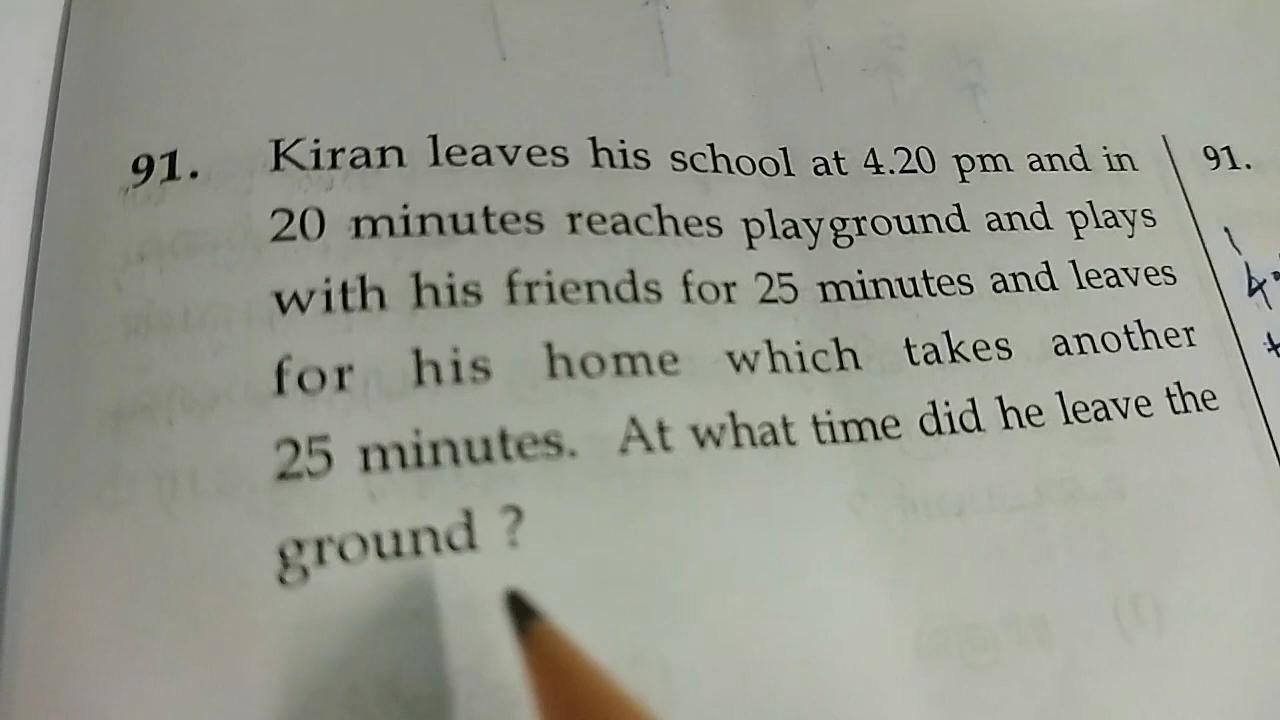 91. Kiran leaves his school at 4.20 pm and in
20 minutes reaches playground and plays
with his friends for 25 minutes and leaves
for his home which takes another
25 minutes. At what time did he leave the
ground ?
91.